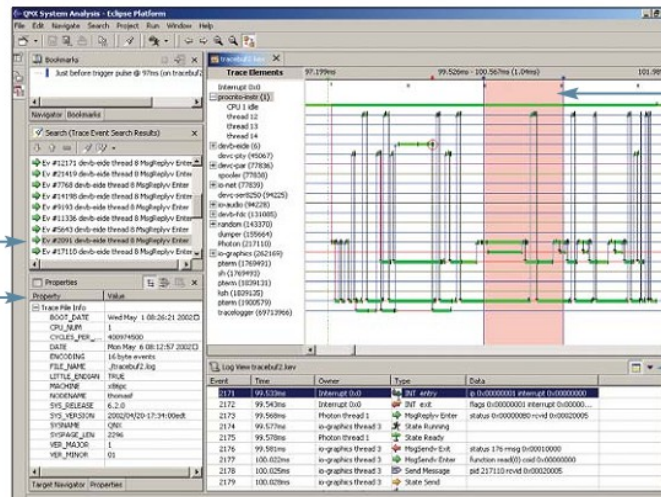 QNX System Analysis - Eclipse Platform
File Edit Navigate Search Project Run Window Help
Bookmarks
Just before trigger pulse @ 97ms (on tracebuf2
Navigator Bookmarks
Search (Trace Event Search Results)
Ev #12171 devb-eide thread 8 MsgReplyv Enter
Ev #21419 devb-eide thread 8 MsgReplyv Enter
Ev #7768 devb-eide thread 8 MsgReplyv Enter
Ev #14198 devb-eide thread 8 MsgReplyv Enter
Ev #9193 devb-eide thread 8 MsgReplyv Enter
Ev #11336 devb-eide thread 8 MsgReplyv Enter
Ev #5643 devb-eide thread 8 MsgReplyv Enter
Ev #2091 devb-eide thread 8 MsgReplyv Enter
Ev #17110 devb-eide thread 8 MsgReplyv Enter
Properties
Property Value
Trace File Info
BOOT_DATE Wed May 1 08:26:21 2002
CPU_NUM 1
CYCLES_PER_... 400974500
DATE Mon May 6 08:12:57 2002
ENCODING 16 byte events
FILE_NAME ./tracebuf2.log
LITTLE_ENDIAN TRUE
MACHINE x86pc
NODENAME thomasf
SYS_RELEASE 6.2.0
SYS_VERSION 2002/04/20-17:34:00edt
SYSNAME QNX
SYSPAGE_LEN 2296
VER_MAJOR 1
VER_MINOR 01
Target Navigator Properties
tracebuf2.kev
Trace Elements 97.199ms 99.526ms - 100.567ms (1.04ms) 101.98
Interrupt 0x0
procnto-instr (1)
CPU 1 idle
thread 12
thread 13
thread 14
devb-eide (6)
devc-pty (45067)
devc-par (77836)
spooler (77838)
io-net (77839)
devc-ser8250 (94225)
io-audio (94228)
devb-fdc (131085)
random (143370)
dumper (155664)
Photon (217110)
io-graphics (262169)
pterm (1769491)
sh (1769493)
pterm (1839131)
ksh (1839135)
pterm (1900579)
tracelogger (69713966)
Log View tracebuf2.kev
Event Time Owner Type Data
2171 99.533ms Interrupt 0x0 INT entry ip 0x00000001 interrupt 0x00000000
2172 99.543ms Interrupt 0x0 INT exit flags 0x00000001 interrupt 0x0000...
2173 99.568ms Photon thread 1 MsgReplyv Enter status 0x00000080 rcvid 0x00020005
2174 99.577ms io-graphics thread 3 State Running
2175 99.578ms Photon thread 1 State Ready
2176 99.581ms io-graphics thread 3 MsgSendv Exit status 176 rmsg 0x00010000
2177 100.022ms io-graphics thread 3 MsgSendv Enter function read(0) coid 0x00000000
2178 100.025ms io-graphics thread 3 Send Message pid 217110 rcvid 0x00020005
2179 100.028ms io-graphics thread 3 State Send